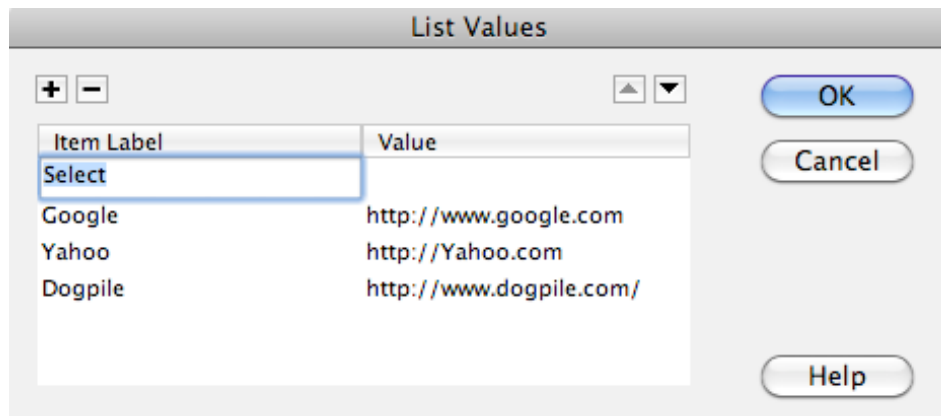 List Values
OK
Item Label Value
Cancel
Select
Google http://www.google.com
Yahoo http://Yahoo.com
Dogpile http://www.dogpile.com/
Help